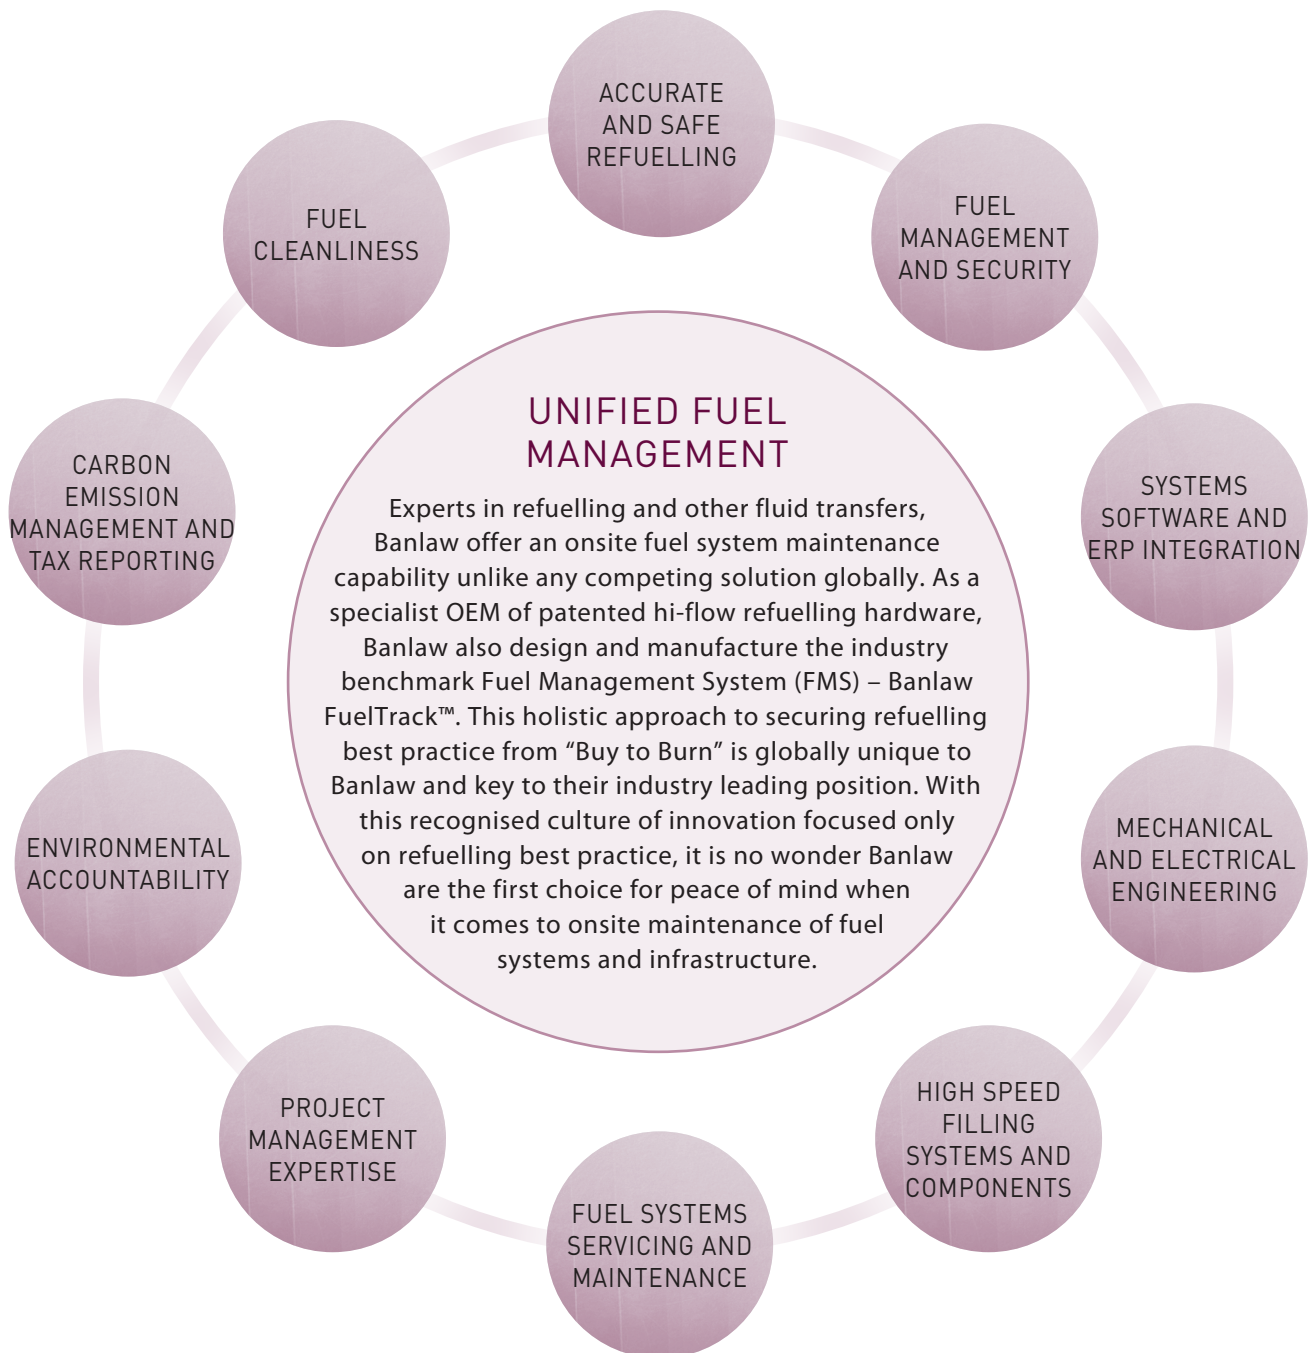 ACCURATE
AND SAFE
REFUELLING
FUEL
MANAGEMENT
AND SECURITY
SYSTEMS
SOFTWARE AND
ERP INTEGRATION
MECHANICAL
AND ELECTRICAL
ENGINEERING
HIGH SPEED
FILLING
SYSTEMS AND
COMPONENTS
FUEL SYSTEMS
SERVICING AND
MAINTENANCE
PROJECT
MANAGEMENT
EXPERTISE
ENVIRONMENTAL
ACCOUNTABILITY
CARBON
EMISSION
MANAGEMENT AND
TAX REPORTING
FUEL
CLEANLINESS
UNIFIED FUEL
MANAGEMENT
Experts in refuelling and other fluid transfers,
Banlaw offer an onsite fuel system maintenance
capability unlike any competing solution globally. As a
specialist OEM of patented hi-flow refuelling hardware,
Banlaw also design and manufacture the industry
benchmark Fuel Management System (FMS) – Banlaw
FuelTrack™. This holistic approach to securing refuelling
best practice from “Buy to Burn” is globally unique to
Banlaw and key to their industry leading position. With
this recognised culture of innovation focused only
on refuelling best practice, it is no wonder Banlaw
are the first choice for peace of mind when
it comes to onsite maintenance of fuel
systems and infrastructure.